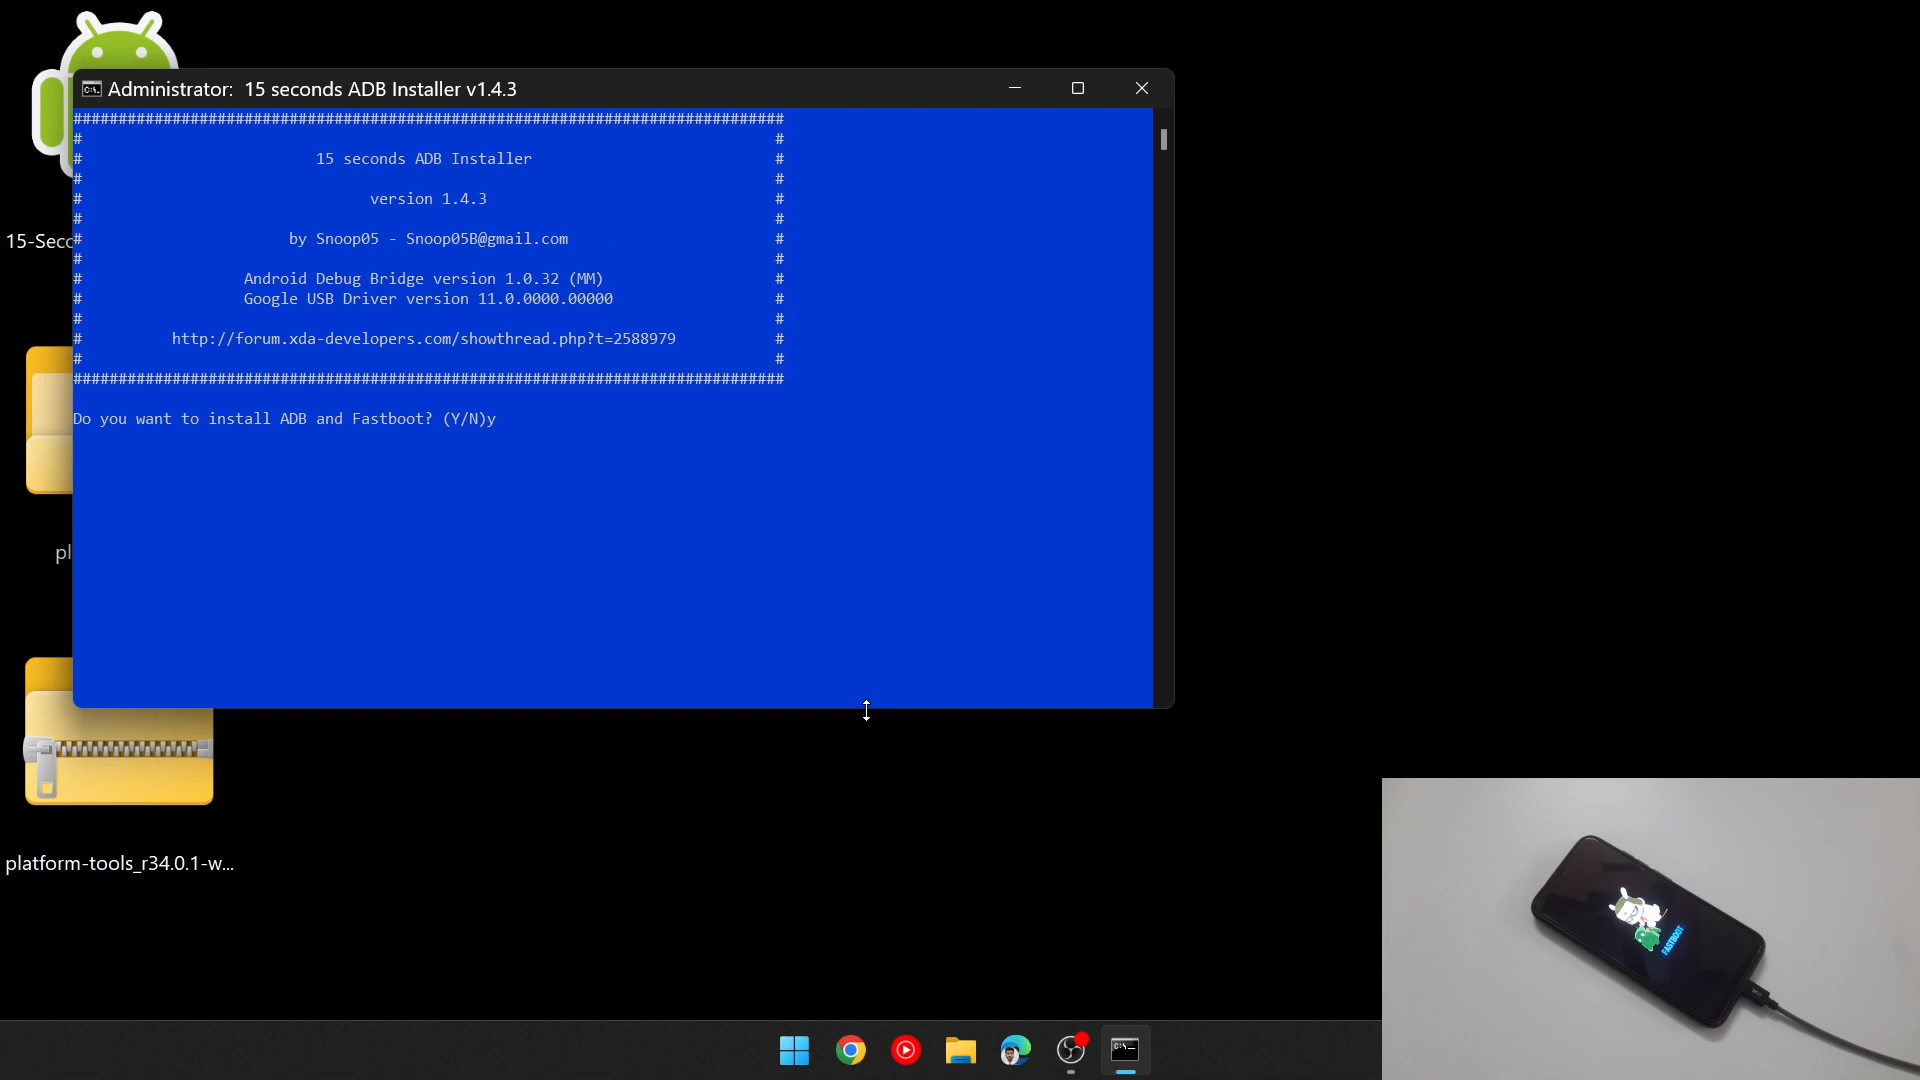 Administrator:  15 seconds ADB Installer v1.4.3
###############################################################################
#                                                                             #
#                          15 seconds ADB Installer                           #
#                                                                             #
#                                version 1.4.3                                #
#                                                                             #
#                       by Snoop05 - Snoop05B@gmail.com                       #
#                                                                             #
#                  Android Debug Bridge version 1.0.32 (MM)                   #
#                  Google USB Driver version 11.0.0000.00000                  #
#                                                                             #
#          http://forum.xda-developers.com/showthread.php?t=2588979           #
#                                                                             #
###############################################################################
Do you want to install ADB and Fastboot? (Y/N)y
15-Seco
pl
platform-tools_r34.0.1-w...
FASTBOOT